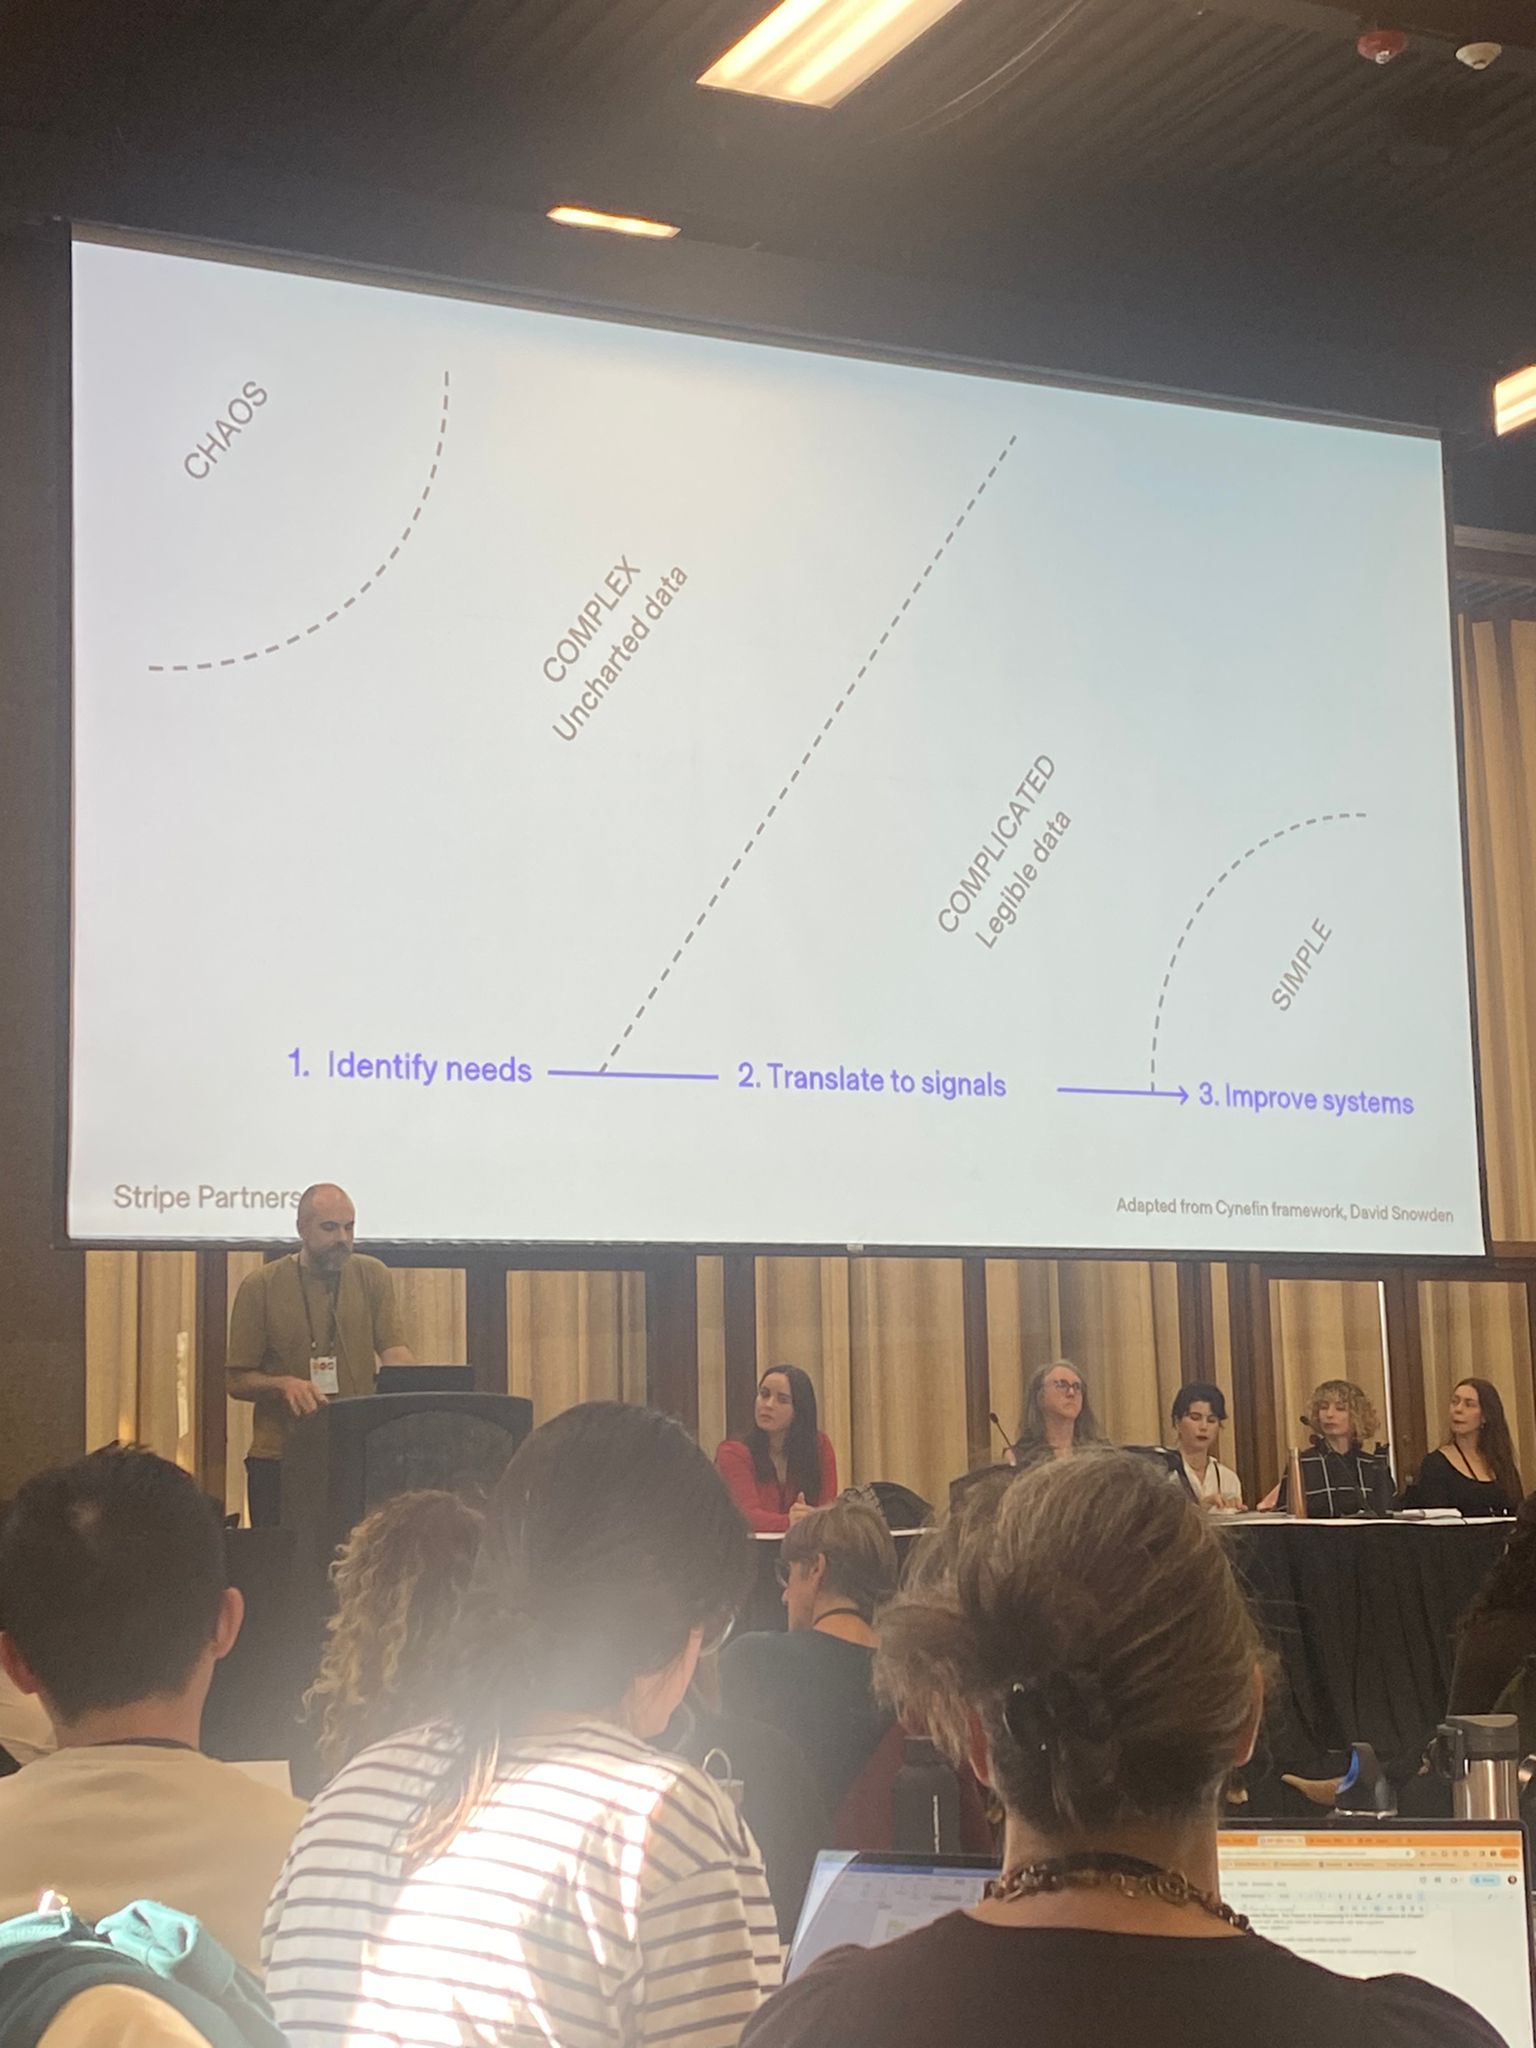 CHAOS
COMPLEX
Uncharted data
COMPLICATED
Legible data
SIMPLE
1. Identify needs
2. Translate to signals
3. Improve systems
Stripe Partners
Adapted from Cynefin framework, David Snowden